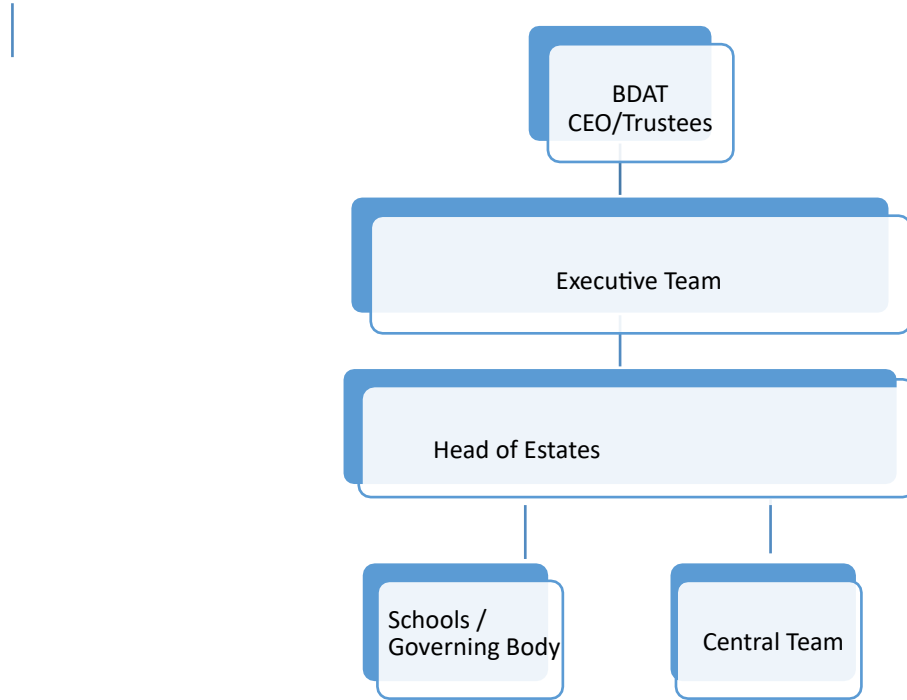 BDAT
CEO/Trustees
Executive Team
Head of Estates
Schools /
Governing Body
Central Team